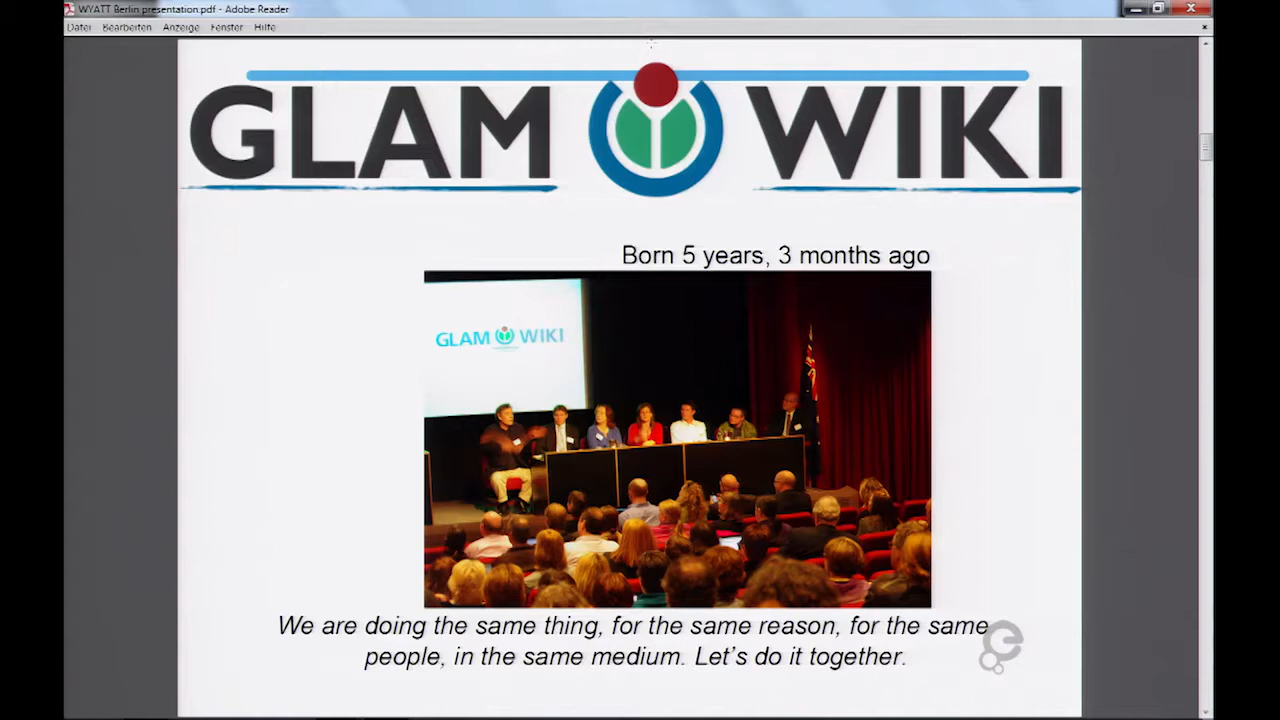 WYATT Berlin presentation.pdf - Adobe Reader
Datei Bearbeiten Anzeige Fenster Hilfe
GLAM WIKI
Born 5 years, 3 months ago
GLAM WIKI
We are doing the same thing, for the same reason, for the same
people, in the same medium. Let's do it together.